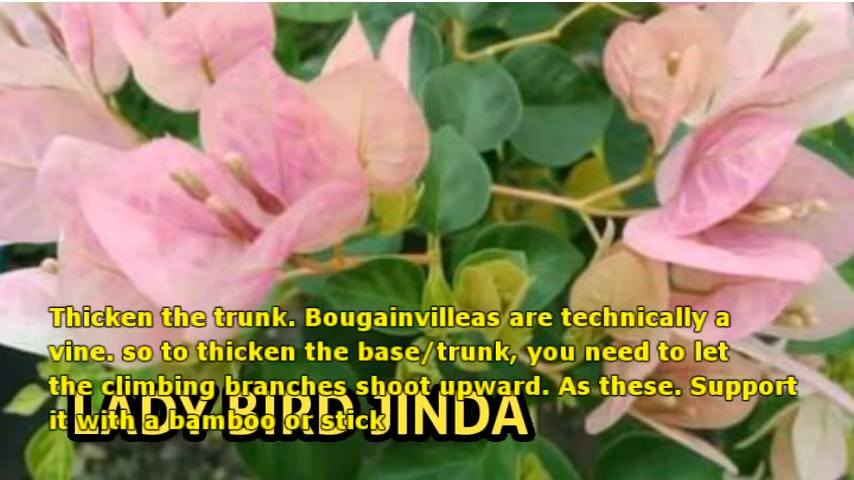 Thicken the trunk. Bougainvilleas are technically a
vine. so to thicken the base/trunk, you need to let
the climbing branches shoot upward. As these. Support
it with a bamboo or stick
LADY BIRD JINDA